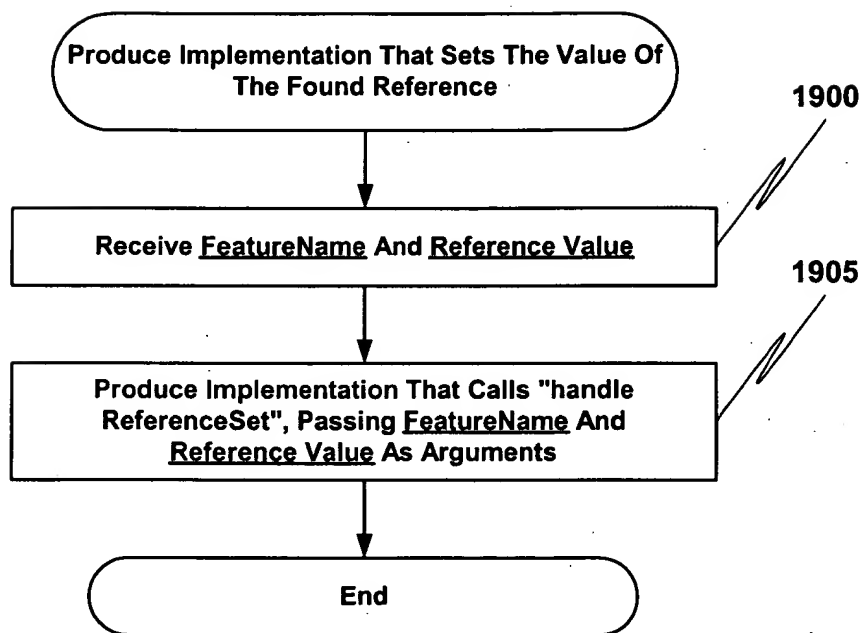 Produce Implementation That Sets The Value Of
The Found Reference
1900
Receive FeatureName And Reference Value
1905
Produce Implementation That Calls "handle
ReferenceSet", Passing FeatureName And
Reference Value As Arguments
End